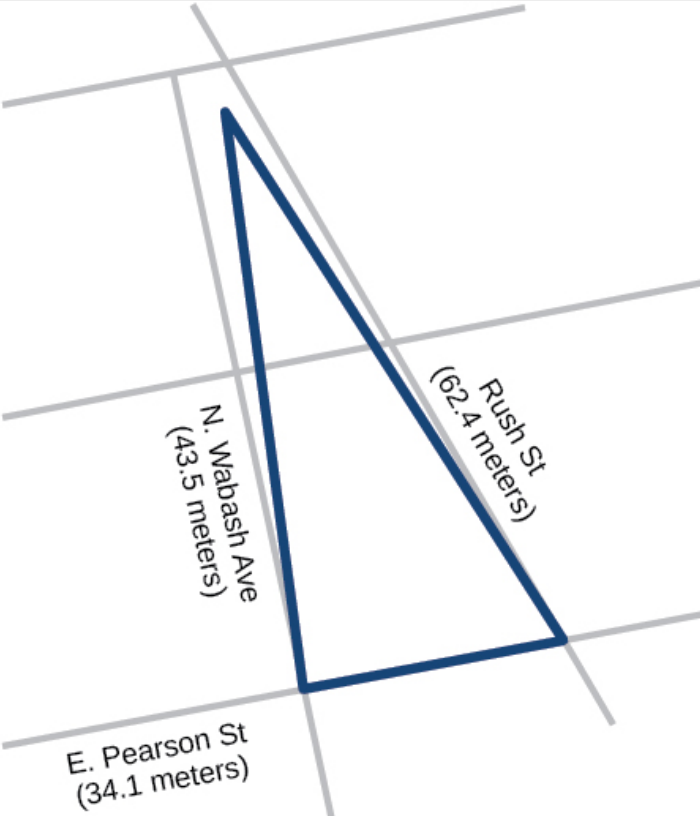 Rush St
(62.4 meters)
N. Wabash Ave
(43.5 meters)
E. Pearson St
(34.1 meters)